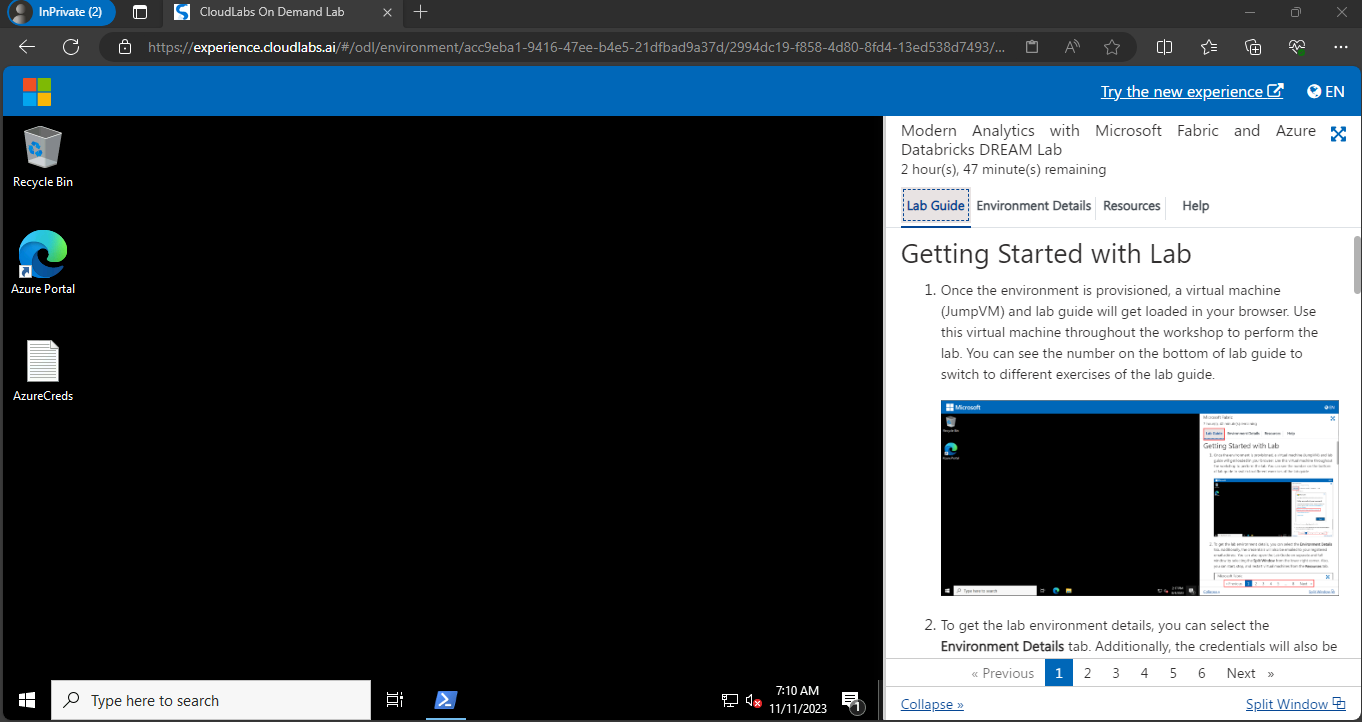 InPrivate (2)
CloudLabs On Demand Lab
https://experience.cloudlabs.ai/#/odl/environment/acc9eba1-9416-47ee-b4e5-21dfbad9a37d/2994dc19-f858-4d80-8fd4-13ed538d7493/...
Try the new experience
EN
Recycle Bin
Azure Portal
AzureCreds
Modern Analytics with Microsoft Fabric and Azure
Databricks DREAM Lab
2 hour(s), 47 minute(s) remaining
Lab Guide Environment Details Resources Help
Getting Started with Lab
1. Once the environment is provisioned, a virtual machine
(JumpVM) and lab guide will get loaded in your browser. Use
this virtual machine throughout the workshop to perform the
lab. You can see the number on the bottom of lab guide to
switch to different exercises of the lab guide.
Microsoft
Getting Started with Lab
2. To get the lab environment details, you can select the
Environment Details tab. Additionally, the credentials will also be
« Previous 1 2 3 4 5 6 Next »
Collapse » Split Window
Type here to search
7:10 AM
11/11/2023
1